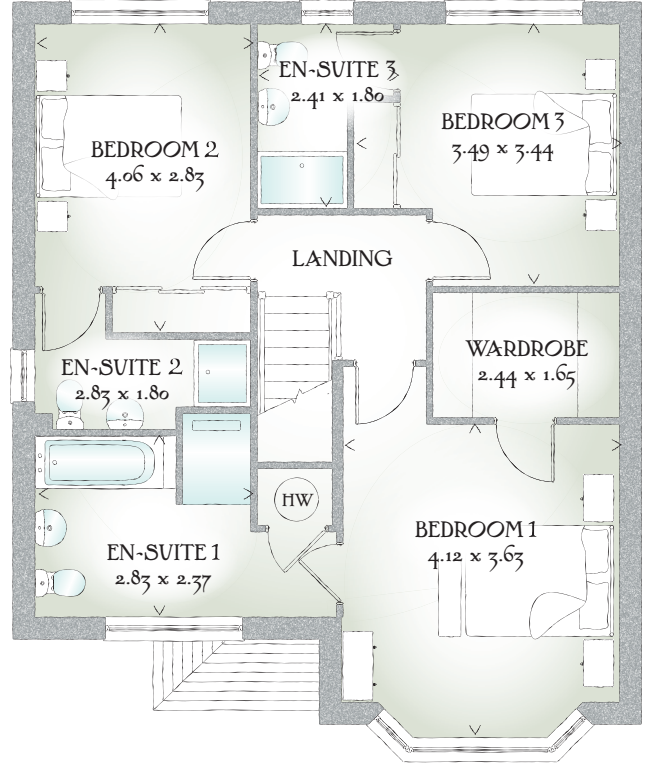 EN-SUITE 3
2.41 x 1.80
BEDROOM 2
4.06 x 2.83
BEDROOM 3
3.49 x 3.44
LANDING
EN-SUITE 2
2.83 x 1.80
WARDROBE
2.44 x 1.65
HW
EN-SUITE 1
2.83 x 2.37
BEDROOM 1
4.12 x 3.63